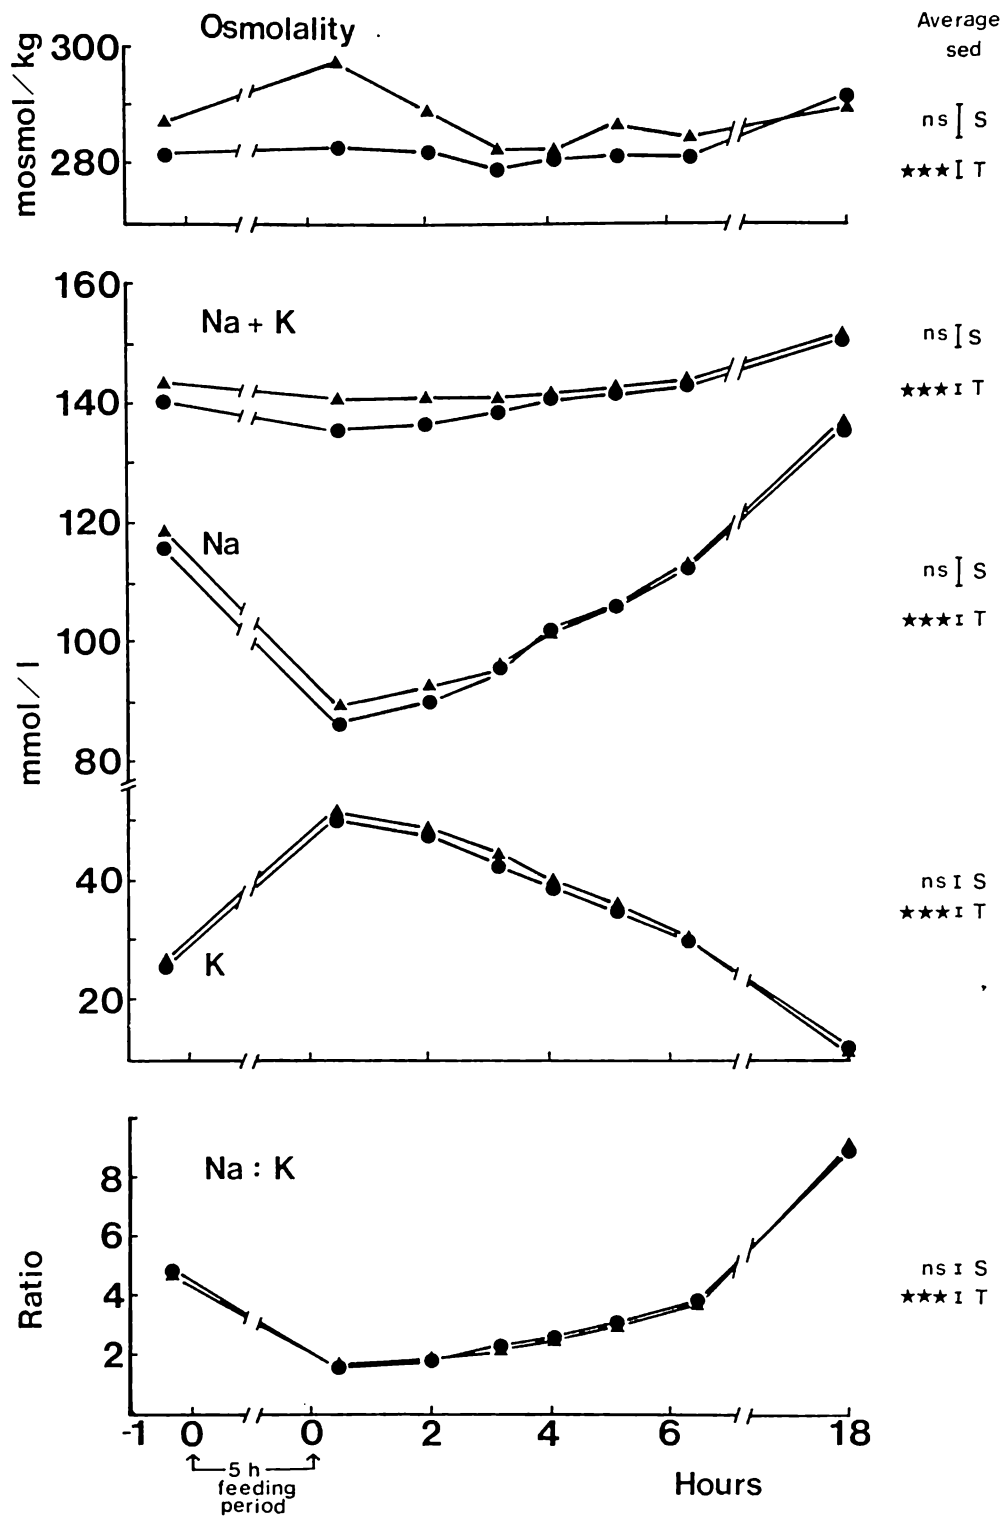 Osmolality
Average
sed
mosmol/kg
300
280
ns S
★★★ T
160
140
120
100
80
40
20
mmol/l
Na + K
ns S
★★★ T
Na
ns S
★★★ T
K
ns S
★★★ T
Na : K
Ratio
8
6
4
2
ns S
★★★ T
-1 0 0 2 4 6 18
5 h
feeding
period
Hours